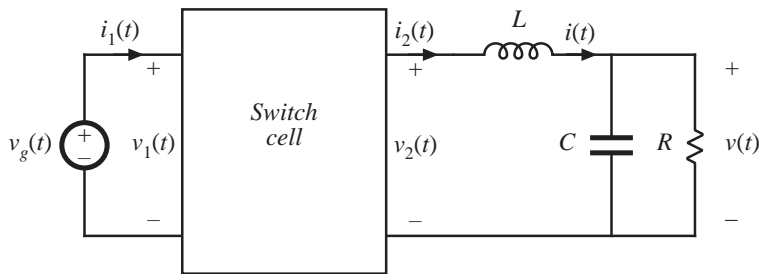 i1(t)
i2(t)
L
i(t)
+
+
+
vg(t)
+
–
v1(t)
Switch
cell
v2(t)
C
R
v(t)
–
–
–